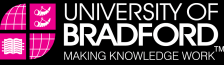 UNIVERSITY OF
BRADFORD
MAKING KNOWLEDGE WORK™